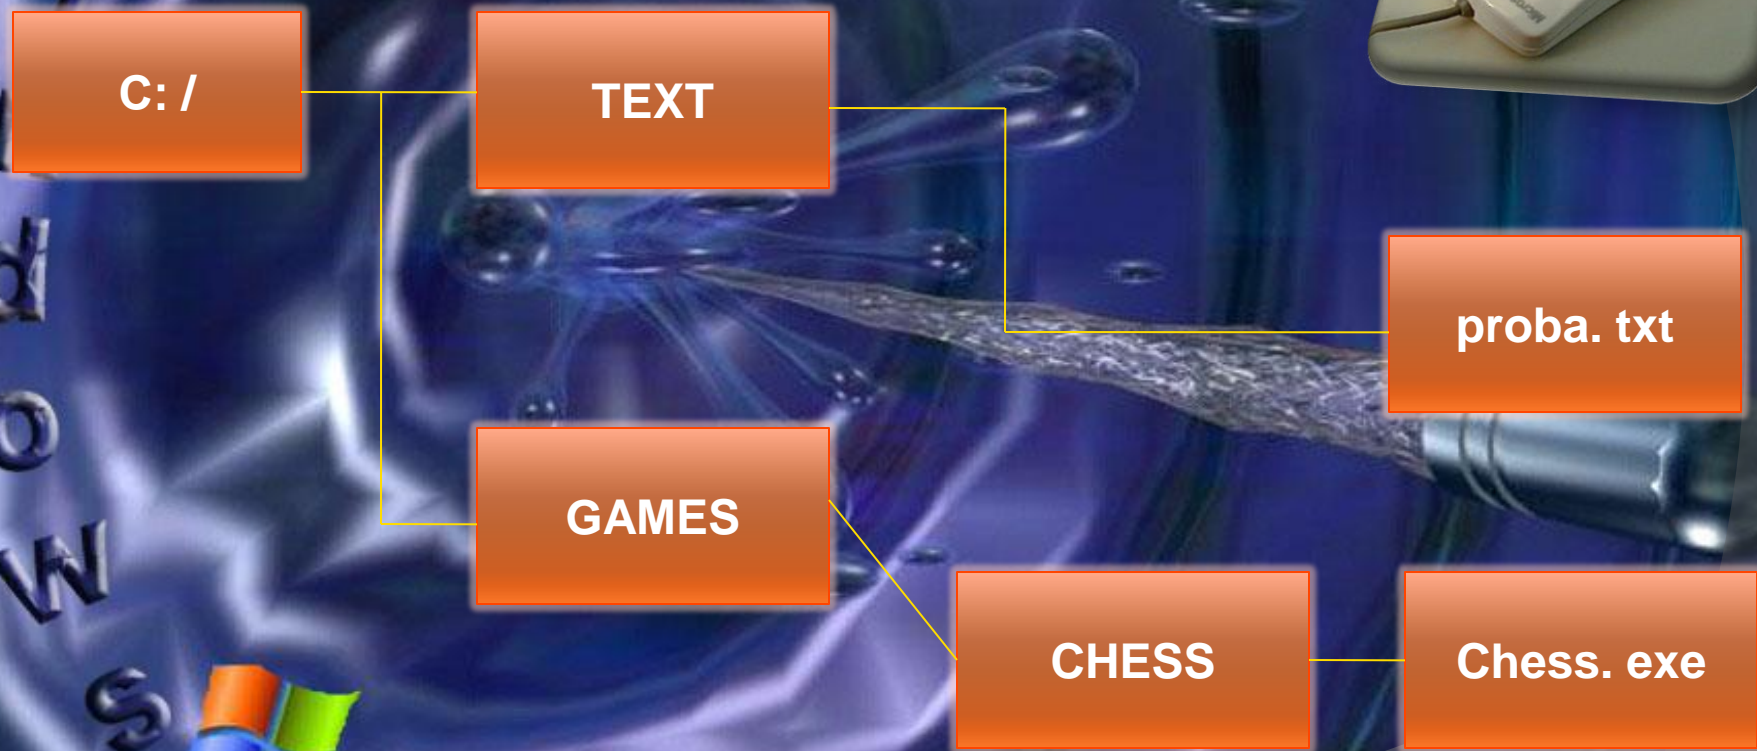 C: /
TEXT
proba. txt
GAMES
CHESS
Chess. exe
d
o
w
s